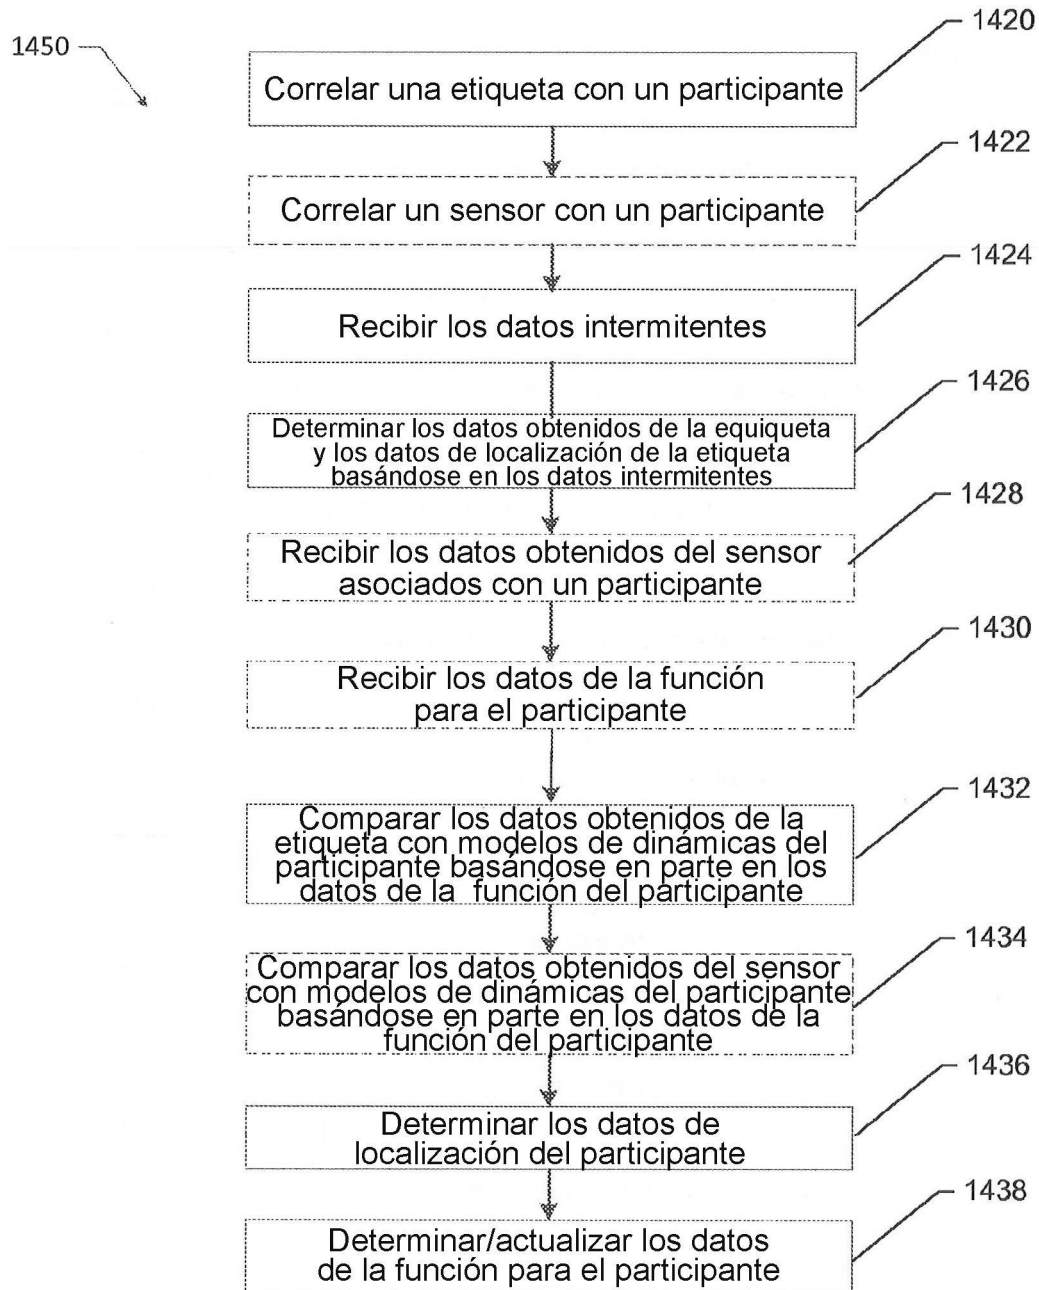 1450
1420
Correlar una etiqueta con un participante
1422
Correlar un sensor con un participante
1424
Recibir los datos intermitentes
1426
Determinar los datos obtenidos de la equiqueta
y los datos de localización de la etiqueta
basándose en los datos intermitentes
1428
Recibir los datos obtenidos del sensor
asociados con un participante
1430
Recibir los datos de la función
para el participante
1432
Comparar los datos obtenidos de la
etiqueta con modelos de dinámicas del
participante basándose en parte en los
datos de la función del participante
1434
Comparar los datos obtenidos del sensor
con modelos de dinámicas del participante
basándose en parte en los datos de la
función del participante
1436
Determinar los datos de
localización del participante
1438
Determinar/actualizar los datos
de la función para el participante